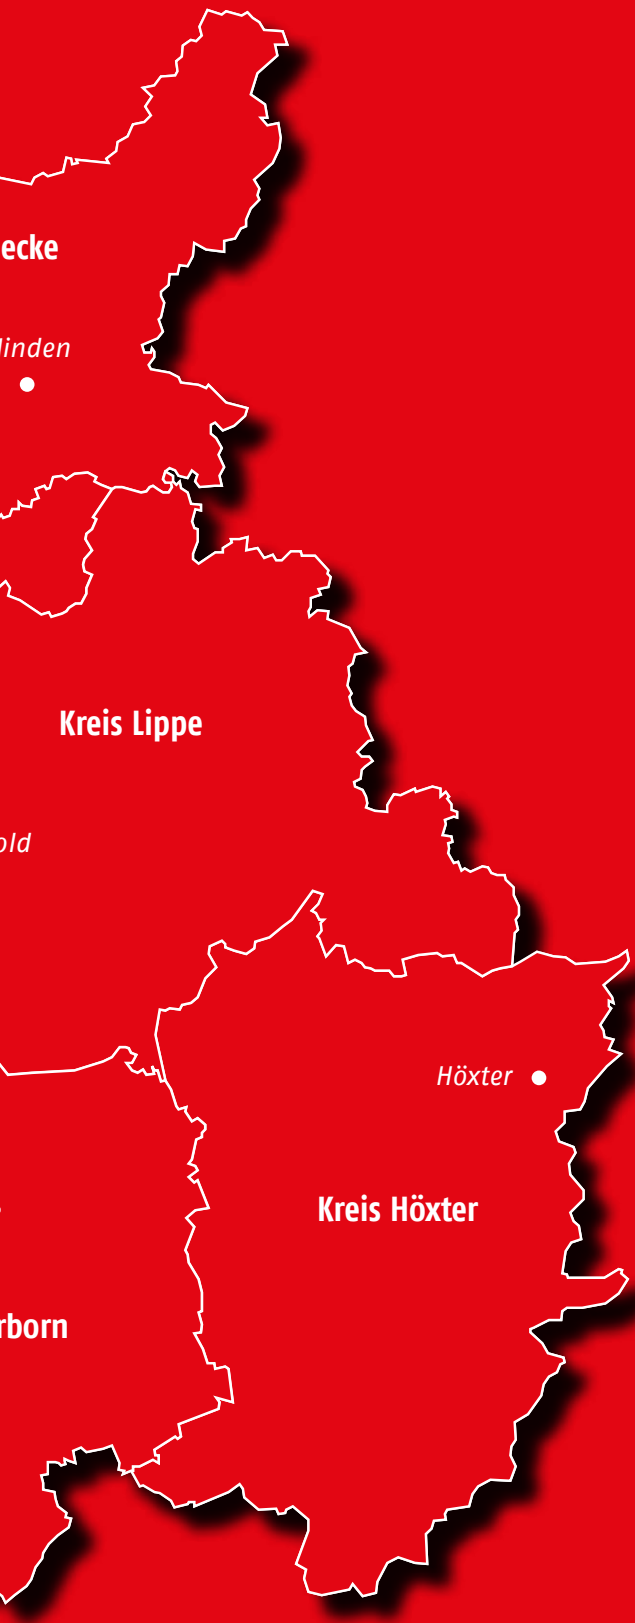 ecke
inden
Kreis Lippe
old
Höxter
Kreis Höxter
rborn